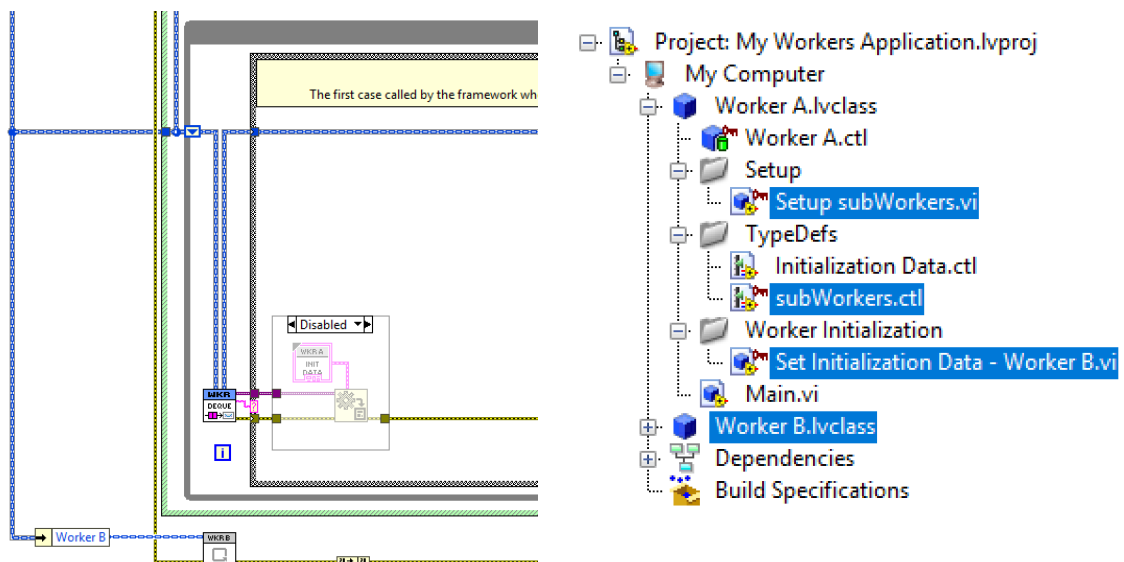 The first case called by the framework wh
Disabled
WKR A
INIT
DATA
WKR
DEQUE
i
Worker B
WKR B
?! ?!
Project: My Workers Application.lvproj
My Computer
Worker A.lvclass
Worker A.ctl
Setup
Setup subWorkers.vi
TypeDefs
Initialization Data.ctl
subWorkers.ctl
Worker Initialization
Set Initialization Data - Worker B.vi
Main.vi
Worker B.lvclass
Dependencies
Build Specifications